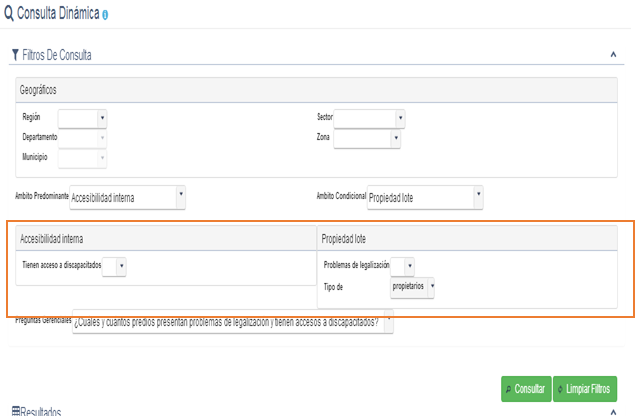 Consulta Dinámica
Filtros De Consulta
Geográficos
Región
Sector
Departamento
Zona
Municipio
Ambito Predominante Accesibilidad interna
Ambito Condicional Propiedad lote
Accesibilidad interna
Propiedad lote
Tienen acceso a discapacitados
Problemas de legalización
Tipo de propietarios
Preguntas Gerenciales ¿Cuáles y cuántos predios presentan problemas de legalización y tienen accesos a discapacitados?
Consultar
Limpiar Filtros
Resultados